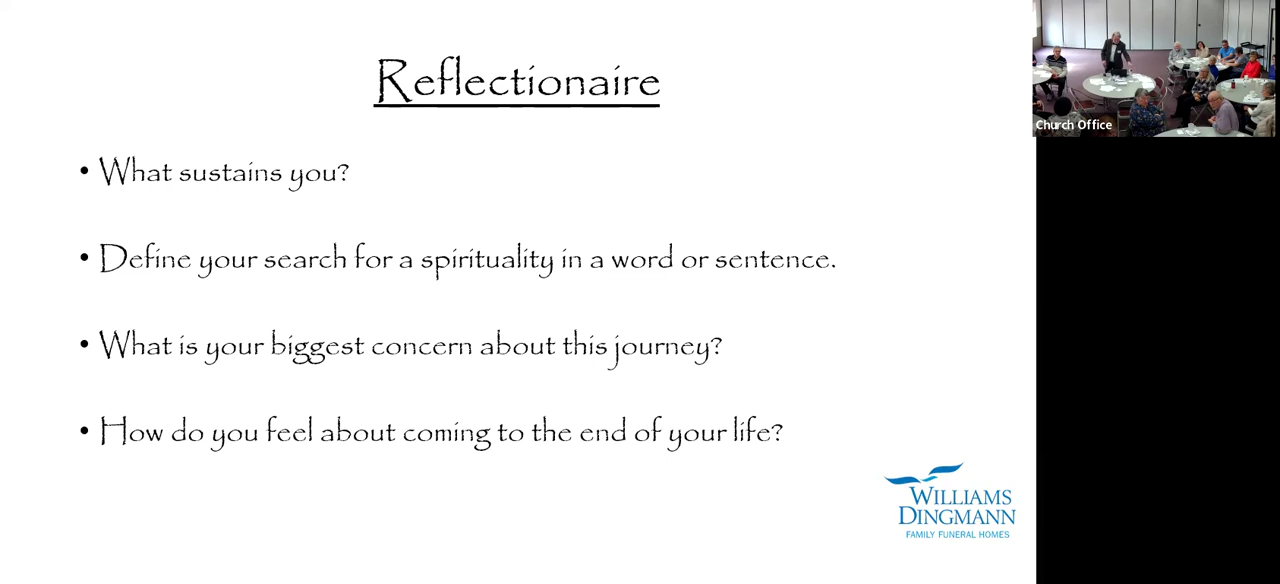 Reflectionaire
• What sustains you?
• Define your search for a spirituality in a word or sentence.
• What is your biggest concern about this journey?
• How do you feel about coming to the end of your life?
WILLIAMS
DINGMANN
FAMILY FUNERAL HOMES
Church Office